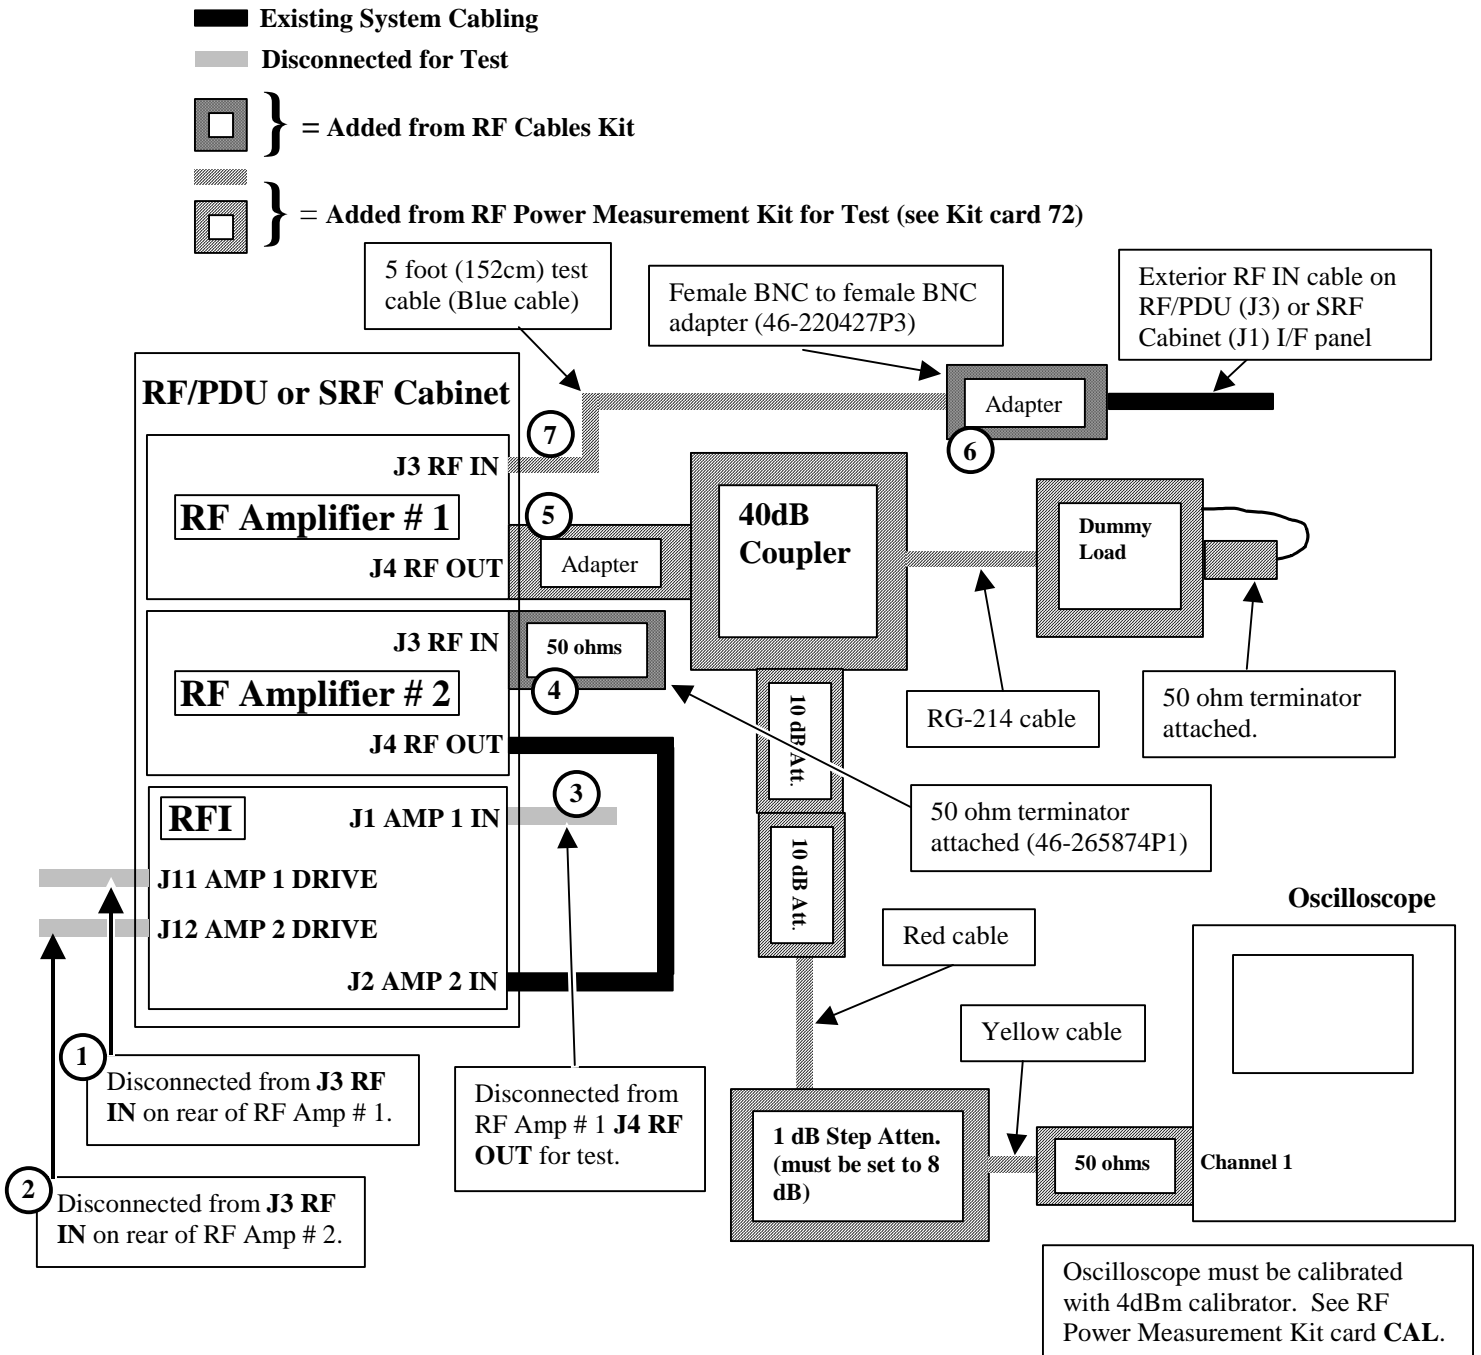 Existing System Cabling
Disconnected for Test
} = Added from RF Cables Kit
} = Added from RF Power Measurement Kit for Test (see Kit card 72)
5 foot (152cm) test
cable (Blue cable)
Female BNC to female BNC
adapter (46-220427P3)
Exterior RF IN cable on
RF/PDU (J3) or SRF
Cabinet (J1) I/F panel
RF/PDU or SRF Cabinet
Adapter
7
6
J3 RF IN
RF Amplifier # 1
5
J4 RF OUT
Adapter
40dB
Coupler
Dummy
Load
J3 RF IN
50 ohms
RF Amplifier # 2
4
J4 RF OUT
10 dB Att.
RG-214 cable
50 ohm terminator
attached.
RFI
J1 AMP 1 IN
3
50 ohm terminator
attached (46-265874P1)
J11 AMP 1 DRIVE
J12 AMP 2 DRIVE
J2 AMP 2 IN
10 dB Att.
Red cable
Oscilloscope
Yellow cable
1
Disconnected from J3 RF
IN on rear of RF Amp # 1.
Disconnected from
RF Amp # 1 J4 RF
OUT for test.
1 dB Step Atten.
(must be set to 8
dB)
50 ohms
Channel 1
2
Disconnected from J3 RF
IN on rear of RF Amp # 2.
Oscilloscope must be calibrated
with 4dBm calibrator. See RF
Power Measurement Kit card CAL.